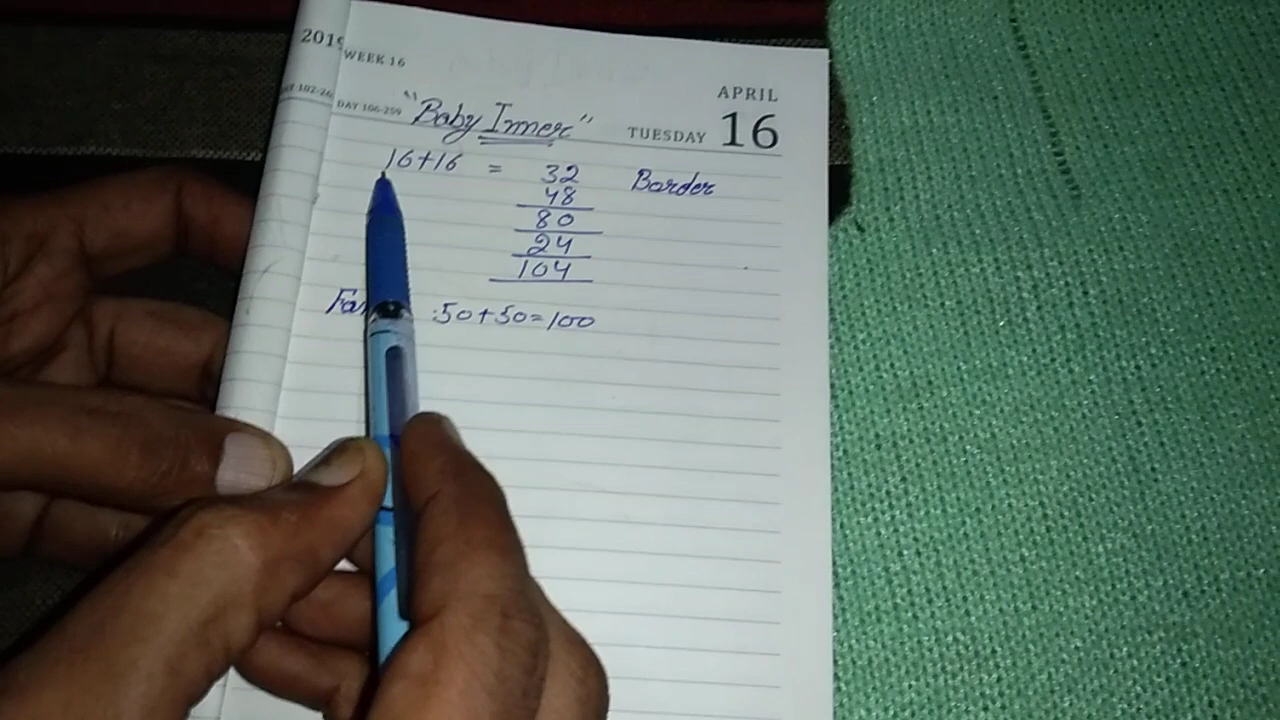 2019
WEEK 16
APRIL
DAY 106-259
TUESDAY 16
"Baby Inner"
16+16 = 32 Border
48
80
24
104
:50+50=100